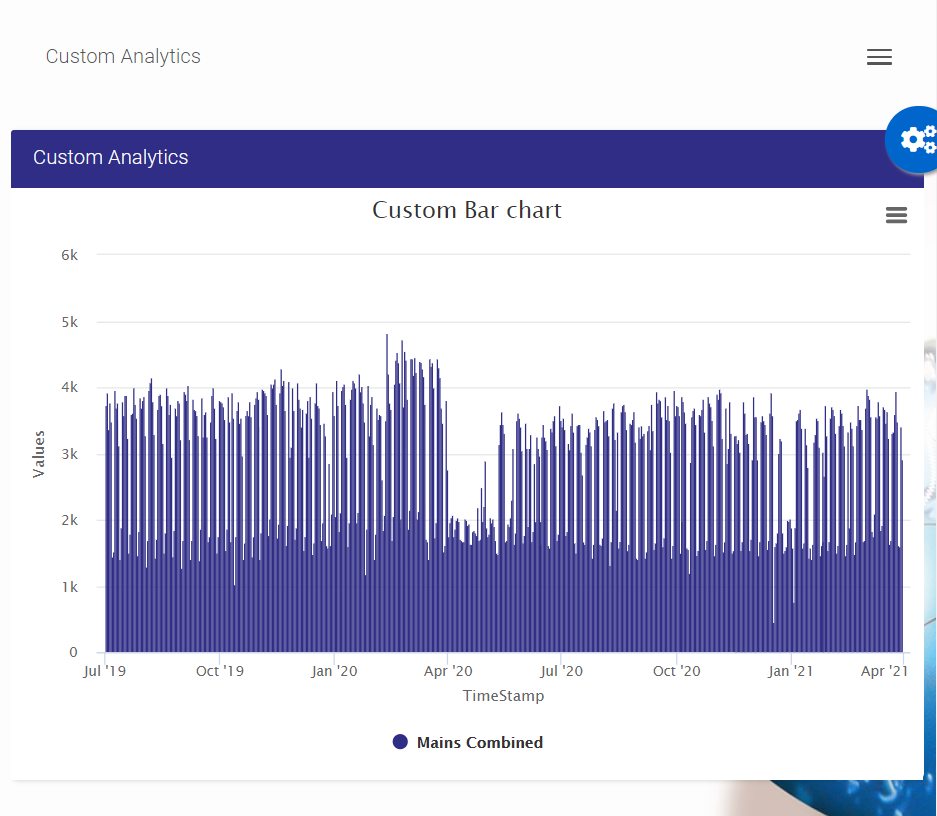 Custom Analytics
Custom Analytics
Custom Bar chart
6k
5k
4k
3k
2k
1k
0
Values
Jul '19 Oct '19 Jan '20 Apr '20 Jul '20 Oct '20 Jan '21 Apr '21
TimeStamp
Mains Combined